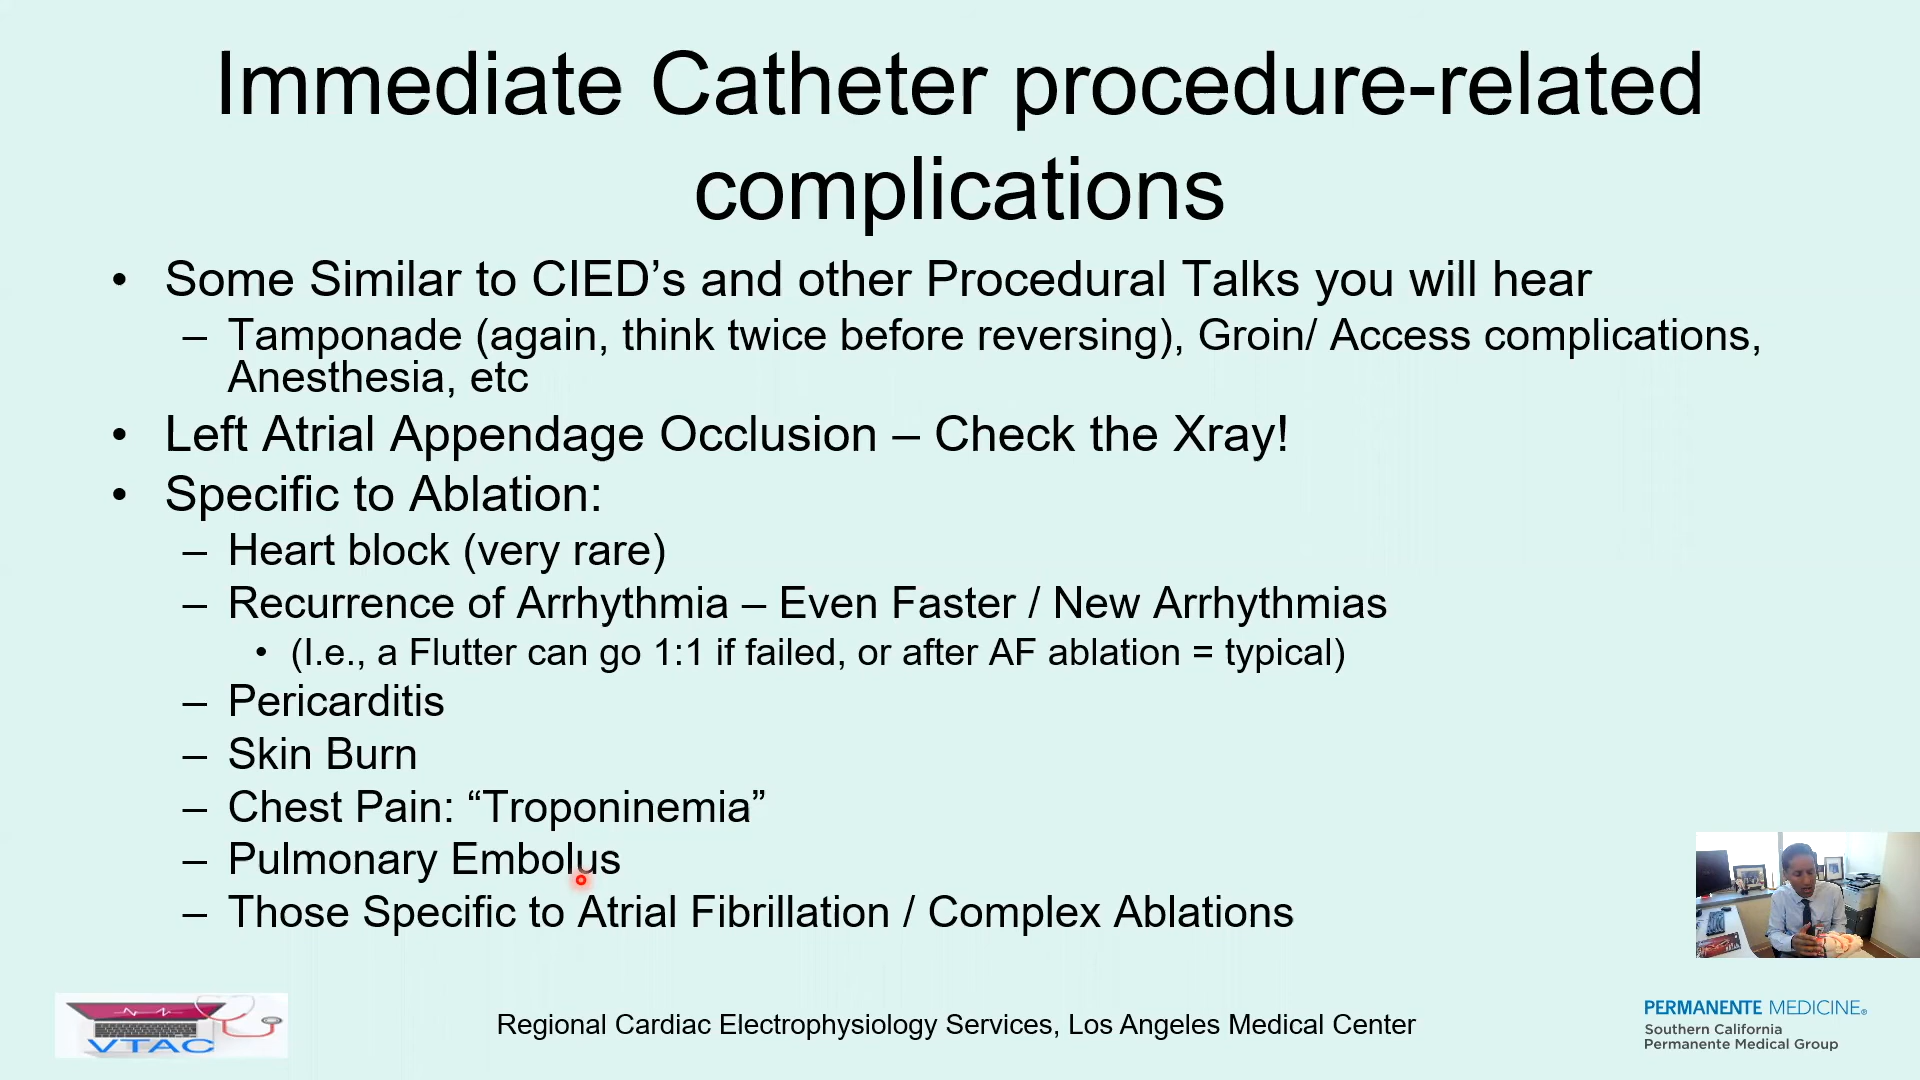 Immediate Catheter procedure-related
complications
• Some Similar to CIED’s and other Procedural Talks you will hear
– Tamponade (again, think twice before reversing), Groin/ Access complications,
Anesthesia, etc
• Left Atrial Appendage Occlusion – Check the Xray!
• Specific to Ablation:
– Heart block (very rare)
– Recurrence of Arrhythmia – Even Faster / New Arrhythmias
• (I.e., a Flutter can go 1:1 if failed, or after AF ablation = typical)
– Pericarditis
– Skin Burn
– Chest Pain: “Troponinemia”
– Pulmonary Embolus
– Those Specific to Atrial Fibrillation / Complex Ablations
VTAC
Regional Cardiac Electrophysiology Services, Los Angeles Medical Center
PERMANENTE MEDICINE®
Southern California
Permanente Medical Group